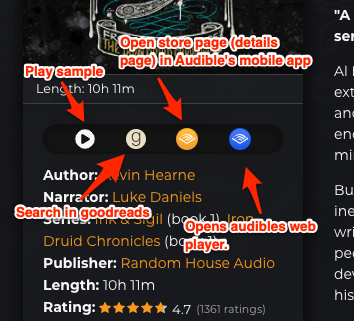 "A
ser
FR
Open store page (details
page) in Audible's mobile app
Play sample
Length: 10h 11m
Al
ext
and
enc
mi
g
Author: Kevin Hearne
Narrator: Luke Daniels
Search in goodreads
Series: Ink & Sigil (book 1), Iron
Druid Chronicles
Opens audibles web
player.
Publisher: Random House Audio
Length: 10h 11m
Rating: 4.7 (1361 ratings)
Bu
ine
wri
pec
dev
his